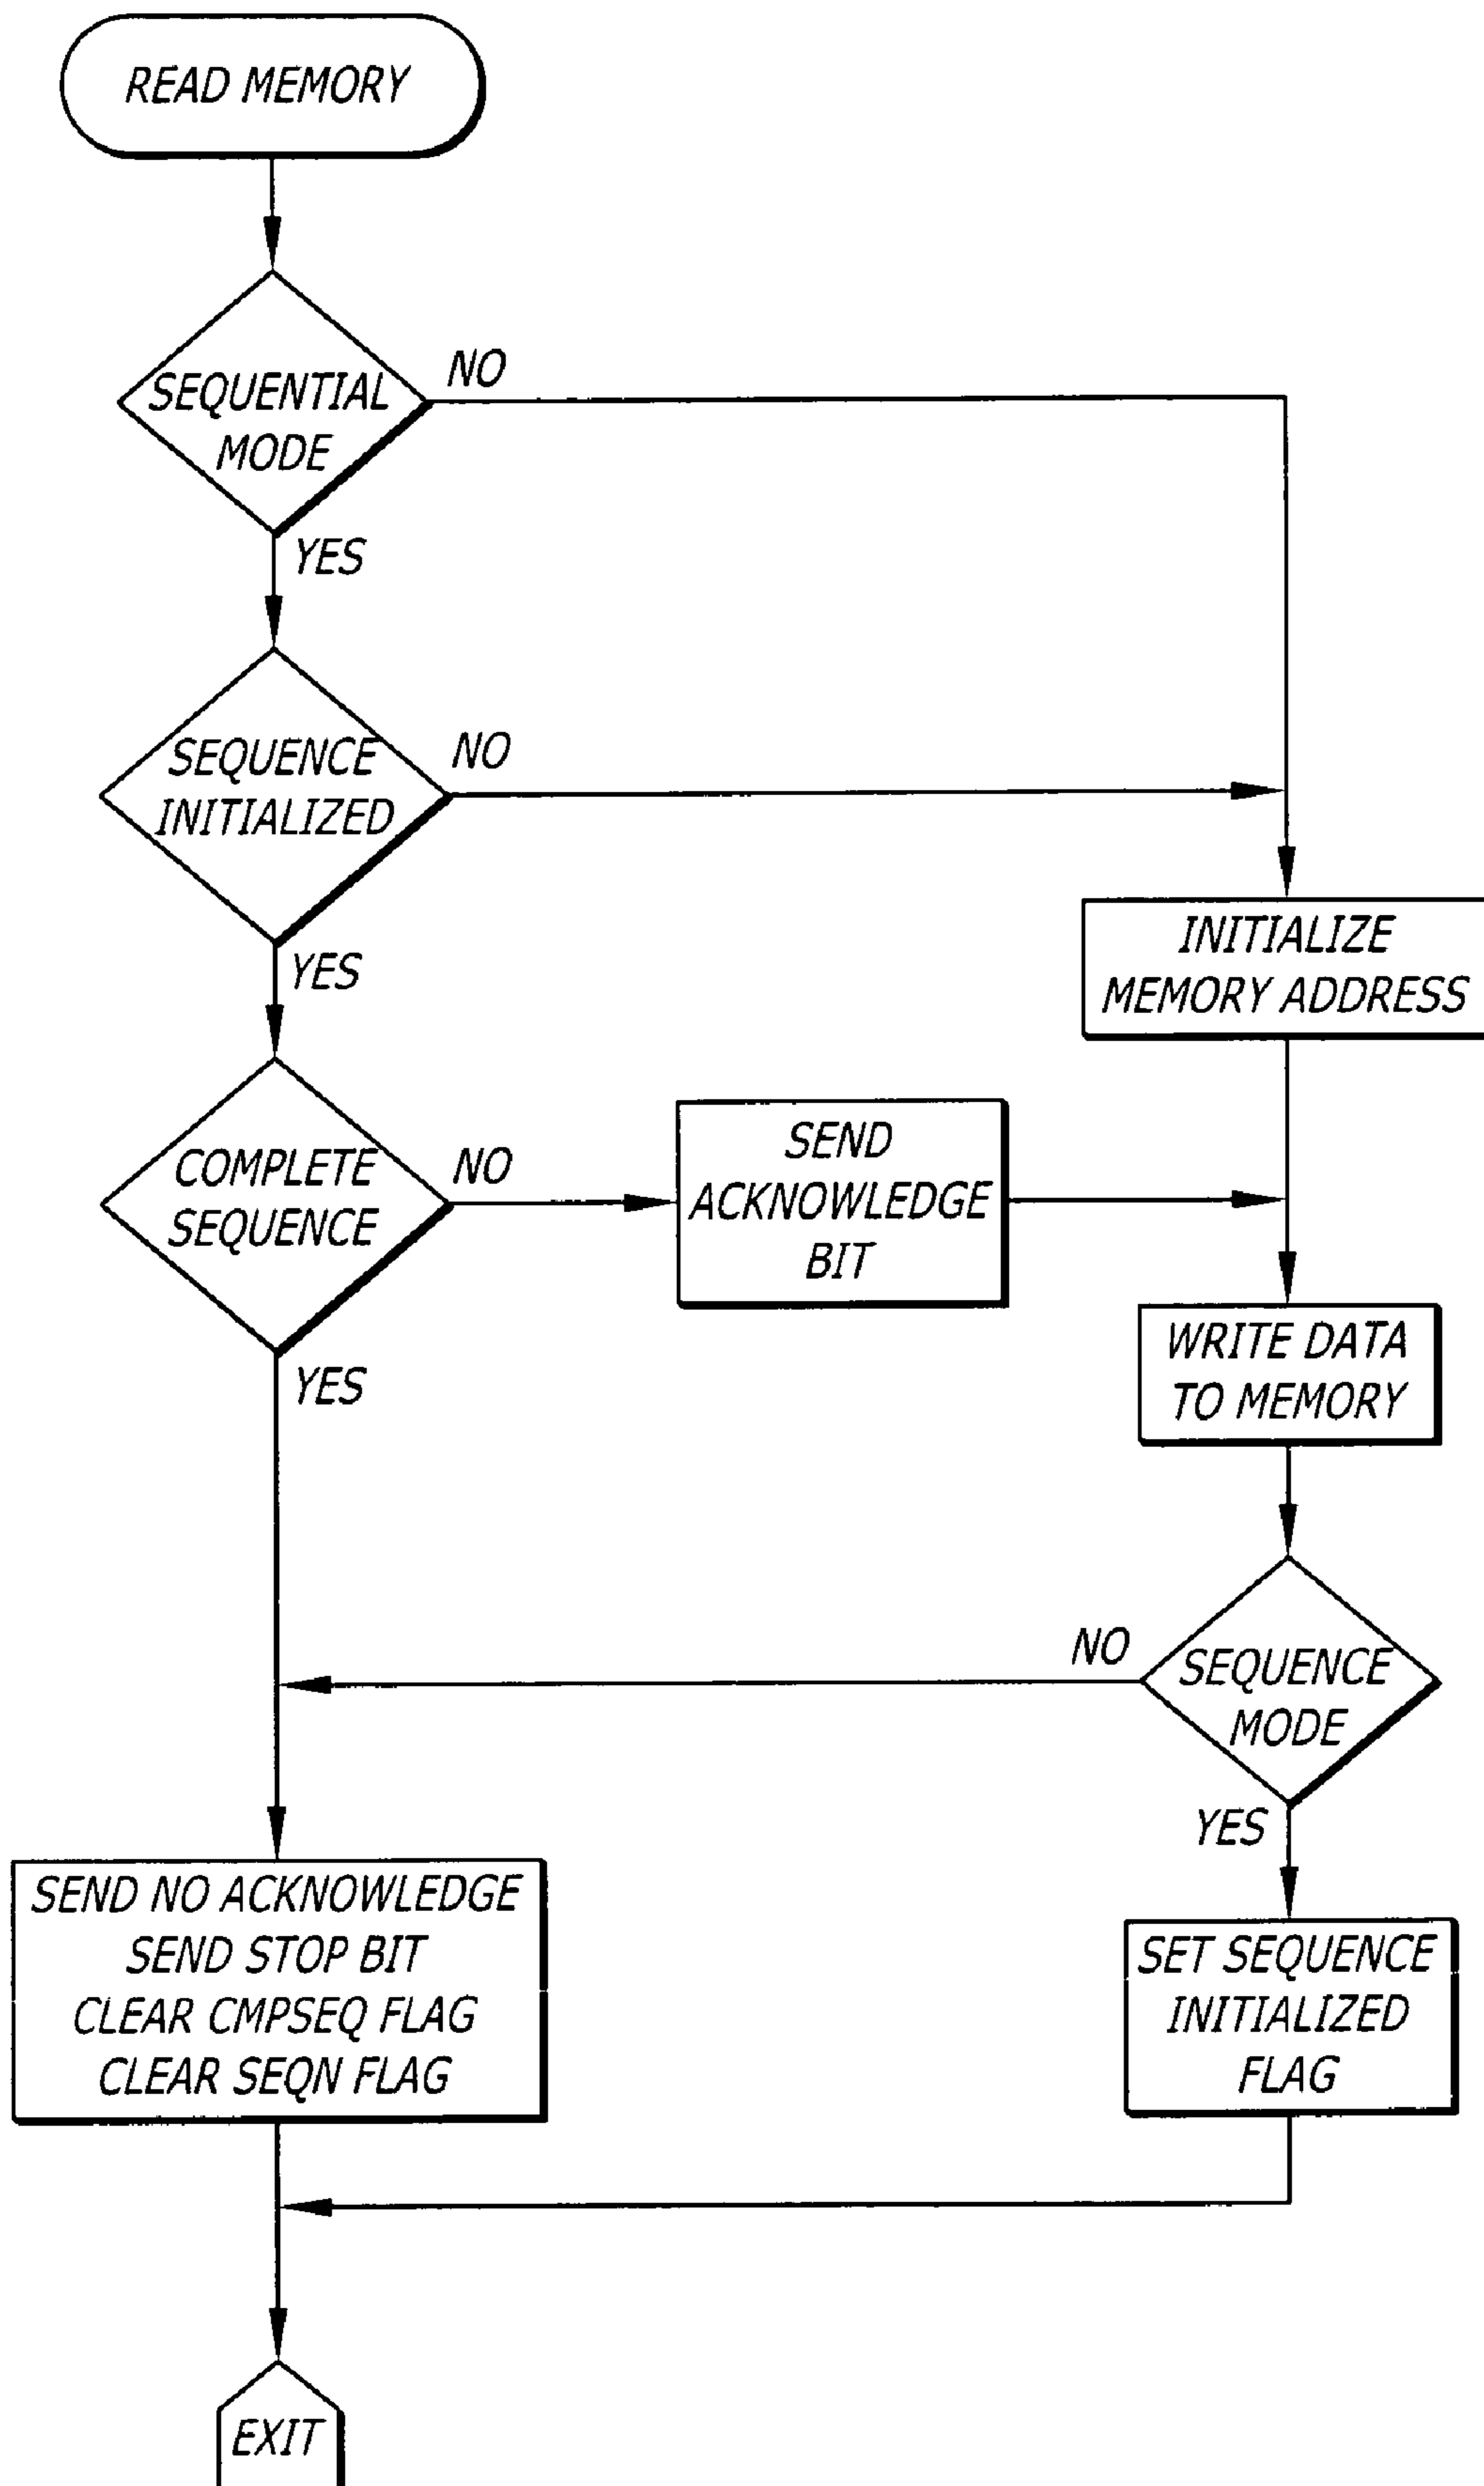 READ MEMORY
SEQUENTIAL
MODE
NO
YES
SEQUENCE
INITIALIZED
NO
YES
INITIALIZE
MEMORY ADDRESS
COMPLETE
SEQUENCE
NO
YES
SEND
ACKNOWLEDGE
BIT
WRITE DATA
TO MEMORY
SEQUENCE
MODE
NO
YES
SEND NO ACKNOWLEDGE
SEND STOP BIT
CLEAR CMPSEQ FLAG
CLEAR SEQN FLAG
SET SEQUENCE
INITIALIZED
FLAG
EXIT